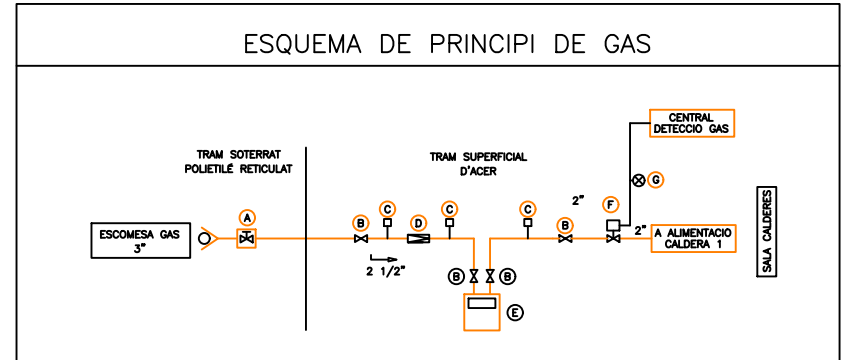 ESQUEMA DE PRINCIPI DE GAS
TRAM SOTERRAT
POLIETILÉ RETICULAT
TRAM SUPERFICIAL
D'ACER
CENTRAL
DETECCIO GAS
ESCOMESA GAS
3"
A
B
C
D
C
2 1/2"
B
B
E
C
B
2"
F
G
2"
A ALIMENTACIO
CALDERA 1
SALA CALDERES